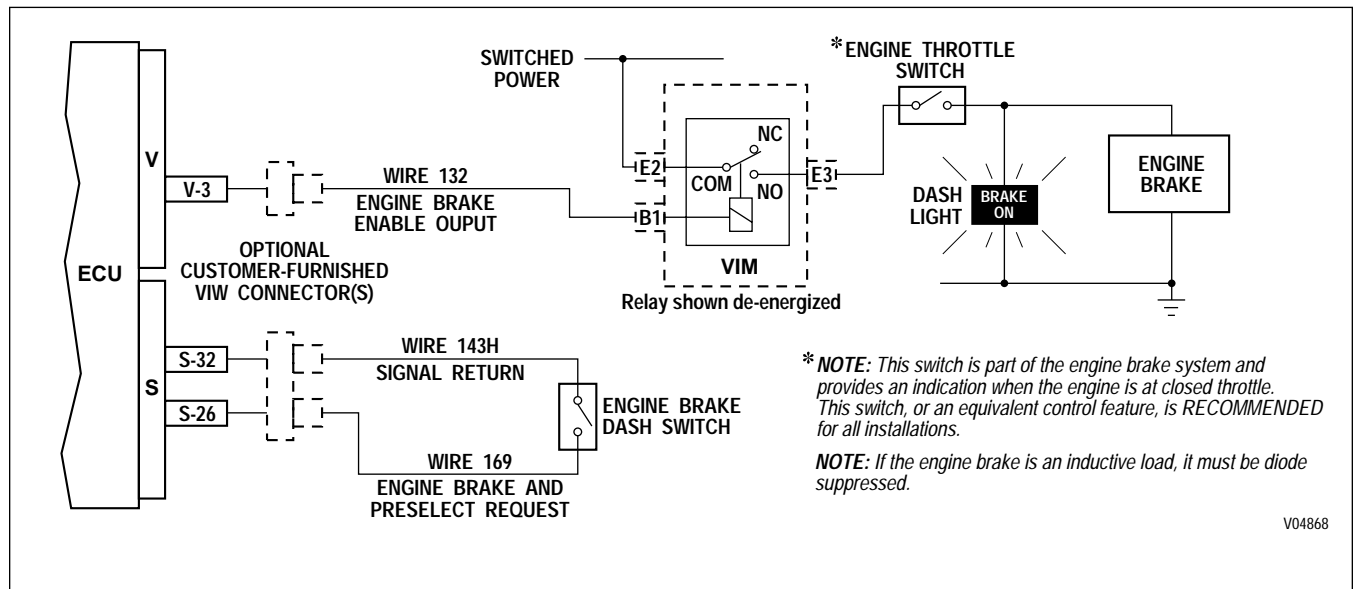 ECU
V
V-3
WIRE 132
ENGINE BRAKE
ENABLE OUPUT
OPTIONAL
CUSTOMER-FURNISHED
VIW CONNECTOR(S)
S
S-32
S-26
WIRE 143H
SIGNAL RETURN
WIRE 169
ENGINE BRAKE AND
PRESELECT REQUEST
ENGINE BRAKE
DASH SWITCH
SWITCHED
POWER
E2
B1
COM
NC
NO
E3
VIM
Relay shown de-energized
*ENGINE THROTTLE
SWITCH
DASH
LIGHT
BRAKE
ON
ENGINE
BRAKE
* NOTE: This switch is part of the engine brake system and
provides an indication when the engine is at closed throttle.
This switch, or an equivalent control feature, is RECOMMENDED
for all installations.
NOTE: If the engine brake is an inductive load, it must be diode
suppressed.
V04868